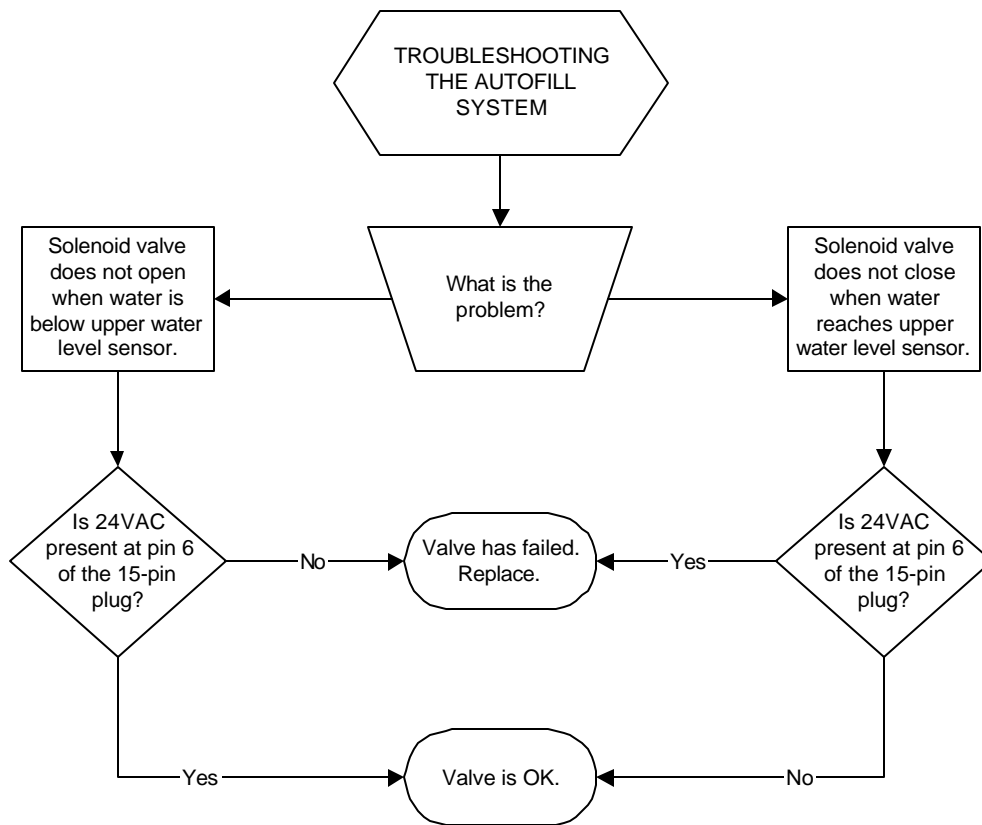 TROUBLESHOOTING
THE AUTOFILL
SYSTEM
What is the
problem?
Solenoid valve
does not open
when water is
below upper water
level sensor.
Solenoid valve
does not close
when water
reaches upper
water level sensor.
Is 24VAC
present at pin 6
of the 15-pin
plug?
No
Valve has failed.
Replace.
Yes
Is 24VAC
present at pin 6
of the 15-pin
plug?
Yes
Valve is OK.
No